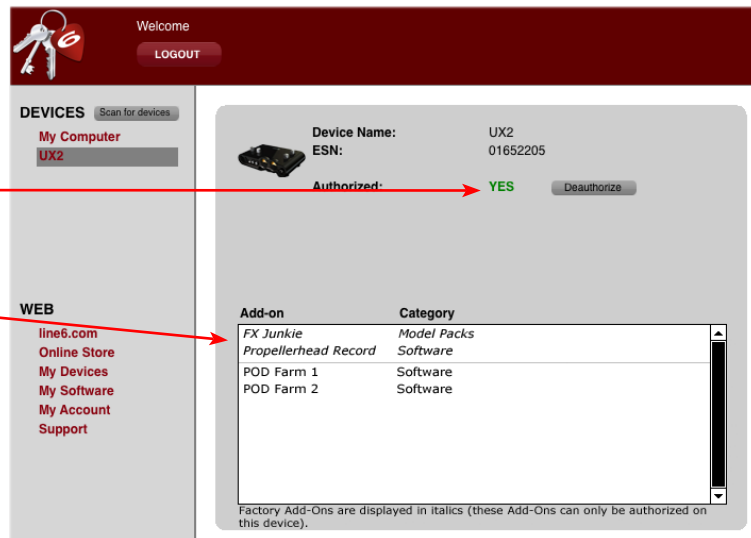 Welcome
6
LOGOUT
DEVICES Scan for devices
My Computer
UX2
Device Name: UX2
ESN: 01652205
Authorized: YES Deauthorize
WEB
line6.com
Online Store
My Devices
My Software
My Account
Support
Add-on Category
FX Junkie Model Packs
Propellerhead Record Software
POD Farm 1 Software
POD Farm 2 Software
Factory Add-Ons are displayed in italics (these Add-Ons can only be authorized on
this device).